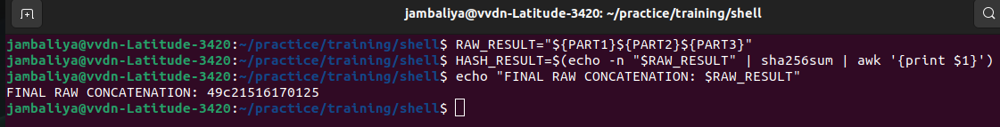 jambaliya@vvdn-Latitude-3420: ~/practice/training/shell
jambaliya@vvdn-Latitude-3420:~/practice/training/shell$ RAW_RESULT="${PART1}${PART2}${PART3}"
jambaliya@vvdn-Latitude-3420:~/practice/training/shell$ HASH_RESULT=$(echo -n "$RAW_RESULT" | sha256sum | awk '{print $1}')
jambaliya@vvdn-Latitude-3420:~/practice/training/shell$ echo "FINAL RAW CONCATENATION: $RAW_RESULT"
FINAL RAW CONCATENATION: 49c21516170125
jambaliya@vvdn-Latitude-3420:~/practice/training/shell$